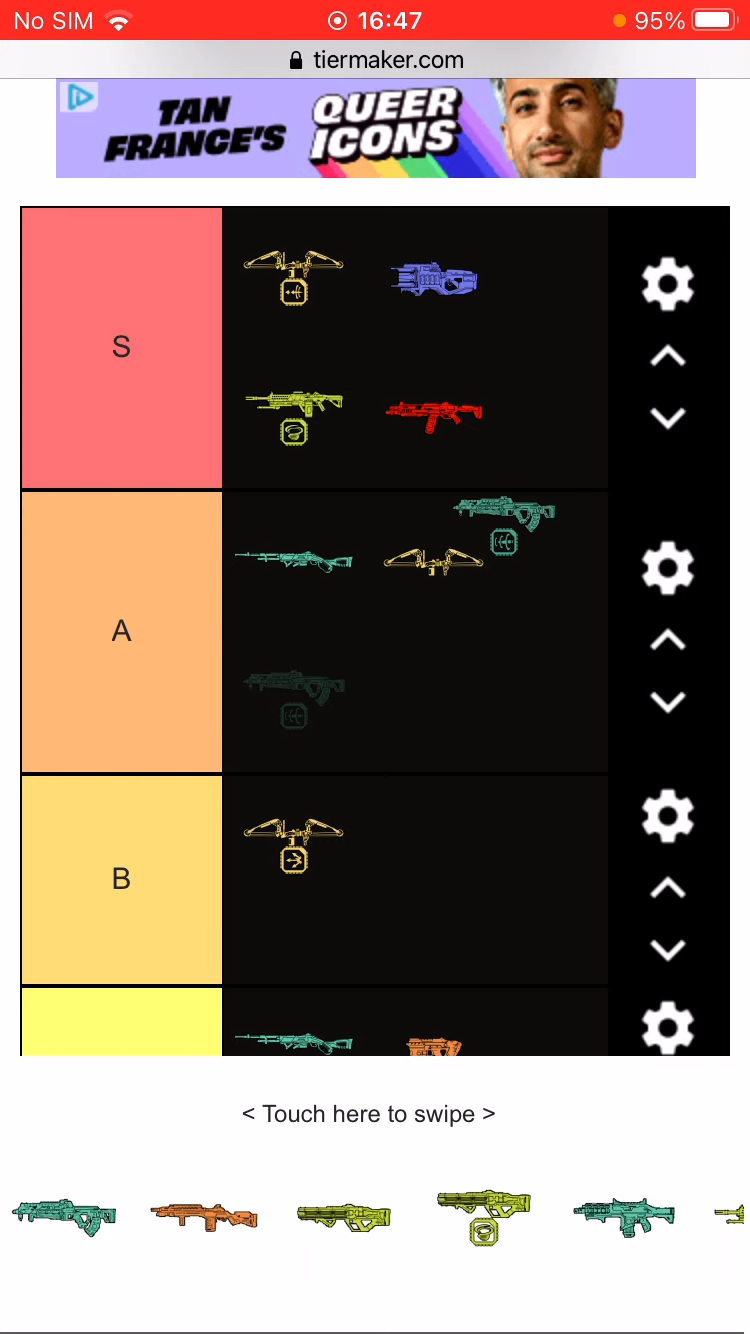 No SIM 16:47 95%
tiermaker.com
TAN FRANCE'S
QUEER ICONS
S
A
B
< Touch here to swipe >